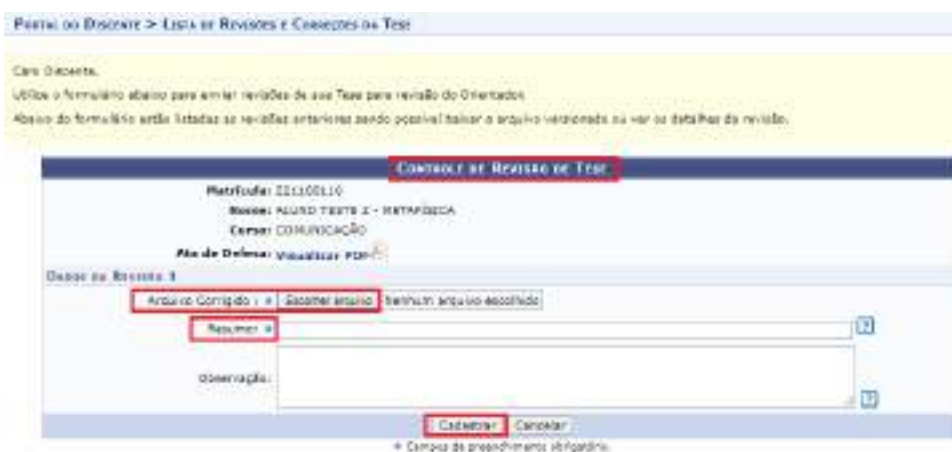 PORTAL DO DISCENTE > LISTA DE REVISÕES E CORREÇÕES DA TESE
Caro Discente,
Utilize o formulário abaixo para enviar revisões de sua Tese para revisão do Orientador.
Abaixo do formulário estão listadas as revisões anteriores sendo possível baixar o arquivo versionado ou ver os detalhes da revisão.
CONTROLE DE REVISÃO DE TESE
Matrícula:
Nome: ALUNO TESTE 2 - METAFÍSICA
Curso: COMUNICAÇÃO
Ata de Defesa: Visualizar PDF
DADOS DA REVISÃO 1
Arquivo Corrigido : * Escolher arquivo Nenhum arquivo escolhido
Resumo: * ?
Observação: ?
Cadastrar Cancelar
* Campos de preenchimento obrigatório.